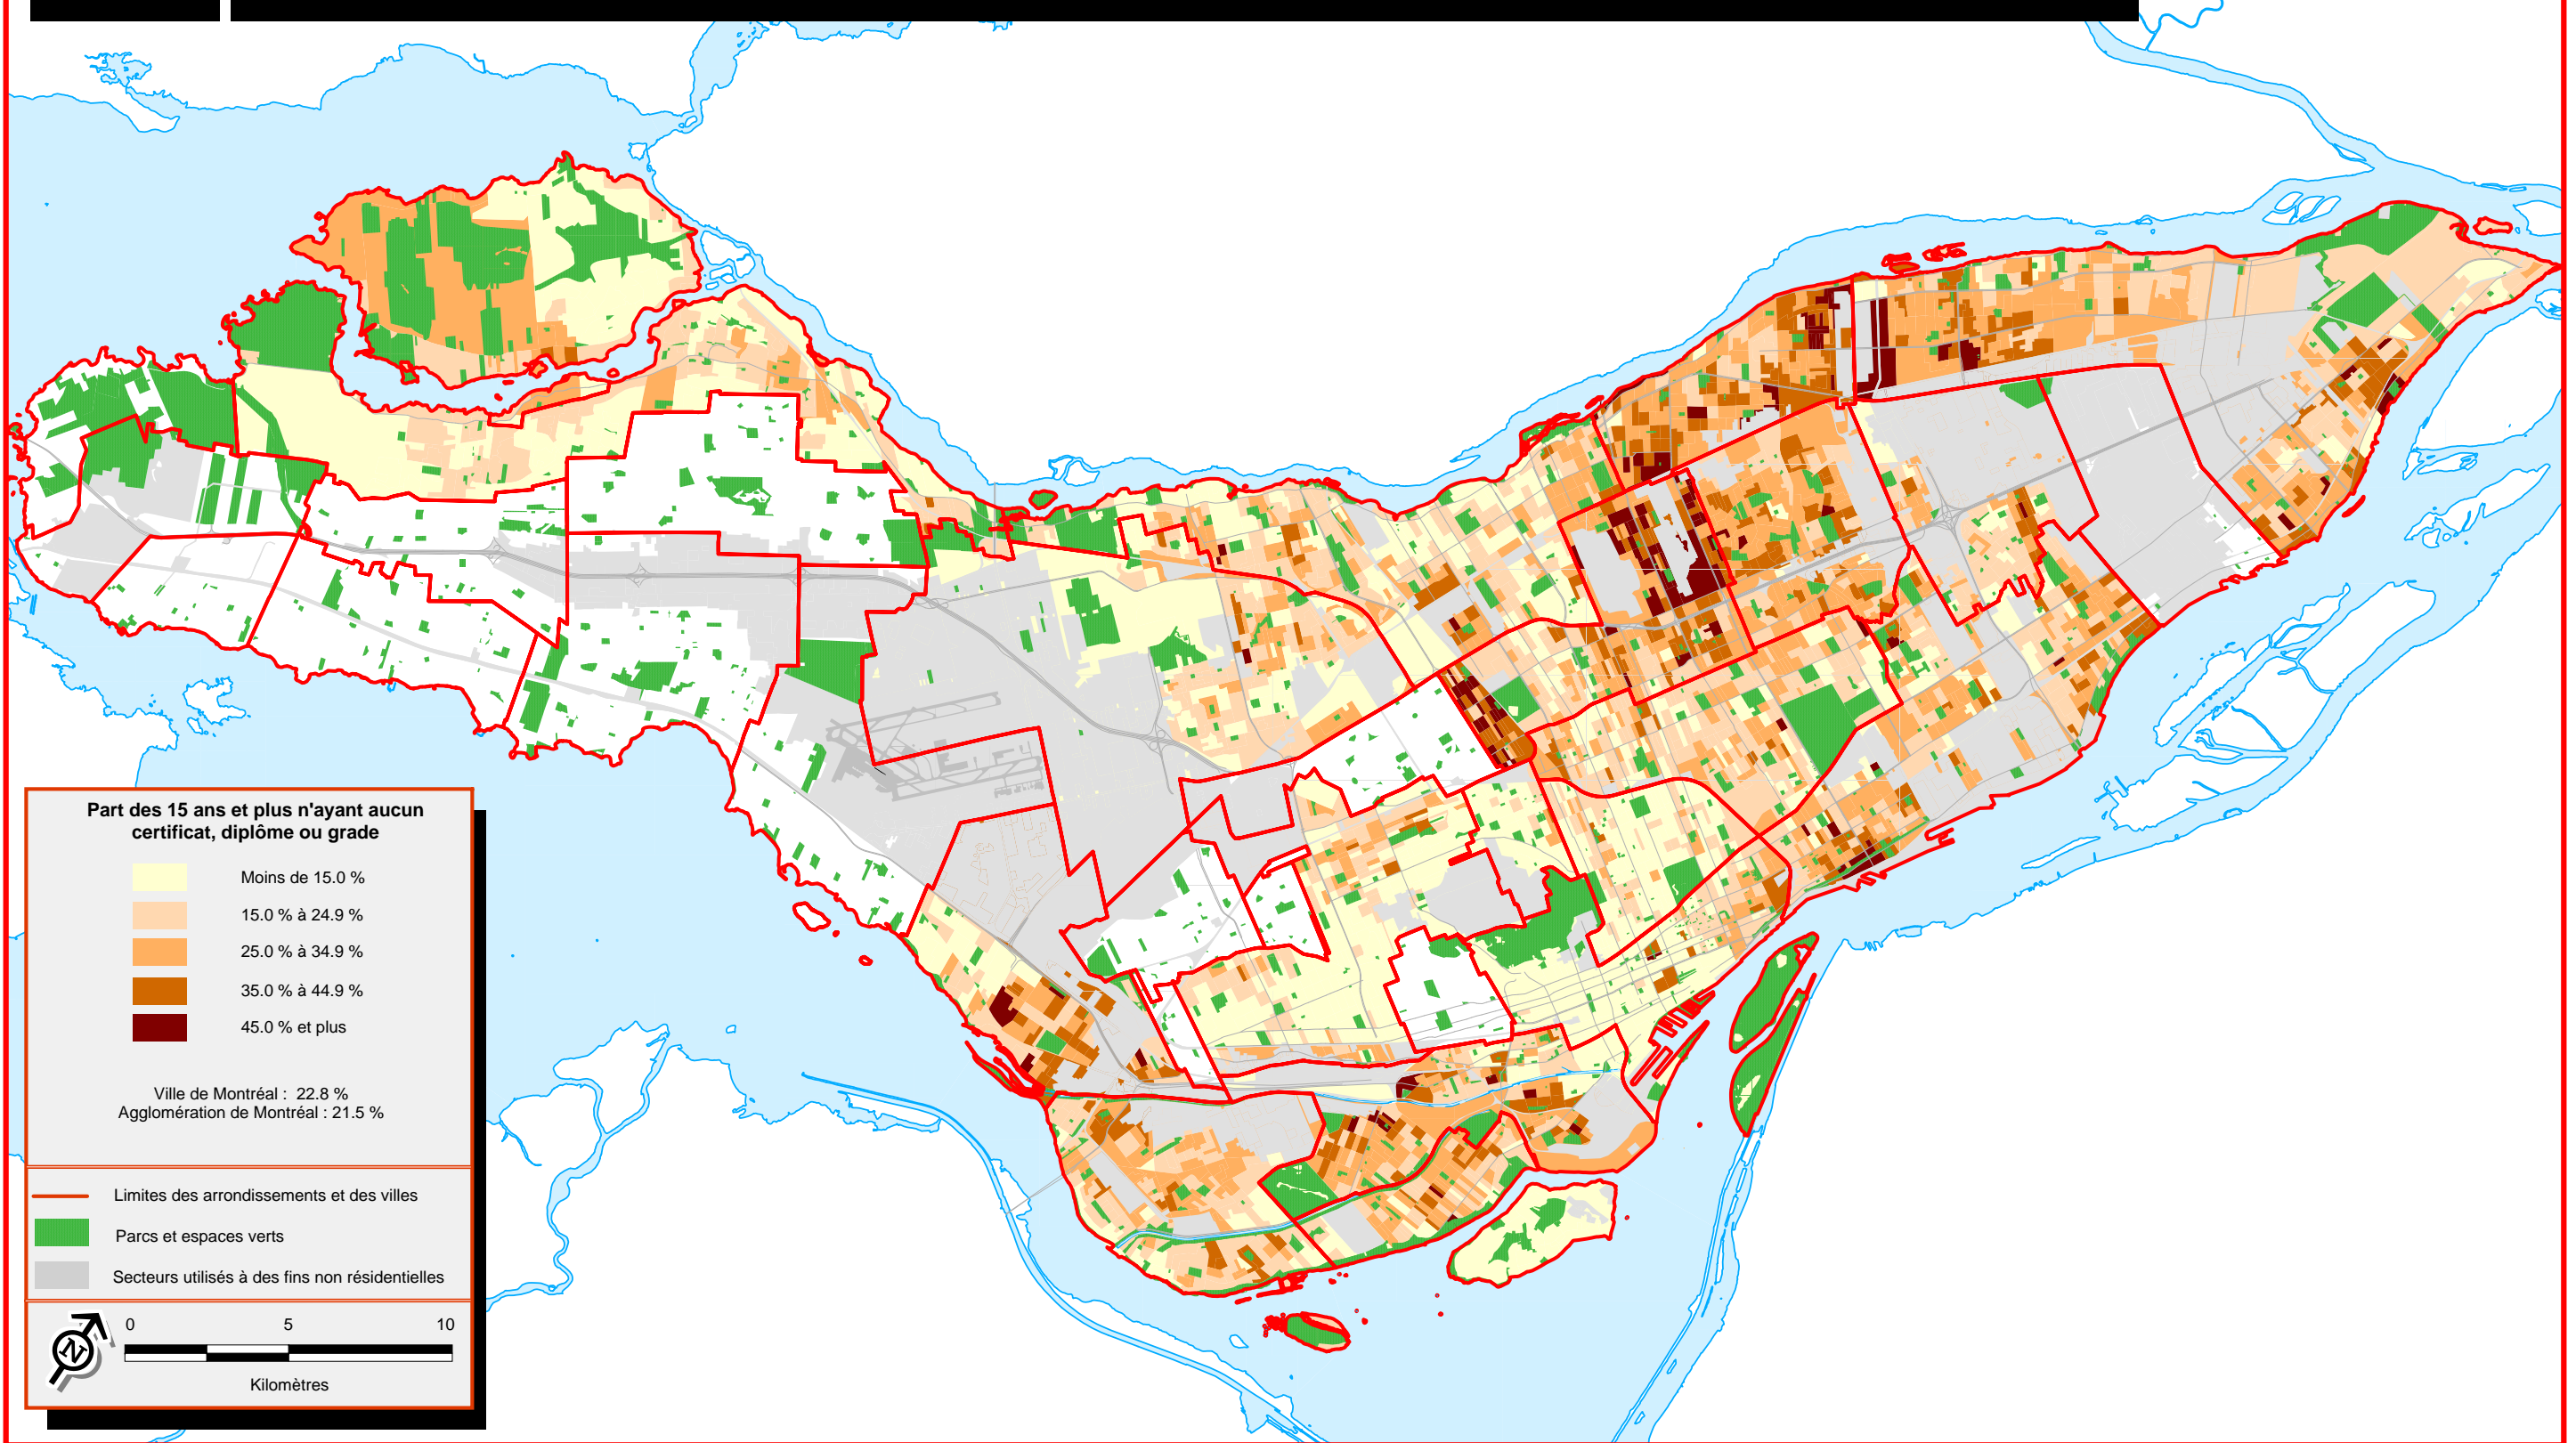 Part des 15 ans et plus n'ayant aucun
certificat, diplôme ou grade
Moins de 15.0 %
15.0 % à 24.9 %
25.0 % à 34.9 %
35.0 % à 44.9 %
45.0 % et plus
Ville de Montréal : 22.8 %
Agglomération de Montréal : 21.5 %
Limites des arrondissements et des villes
Parcs et espaces verts
Secteurs utilisés à des fins non résidentielles
N
0 5 10
Kilomètres